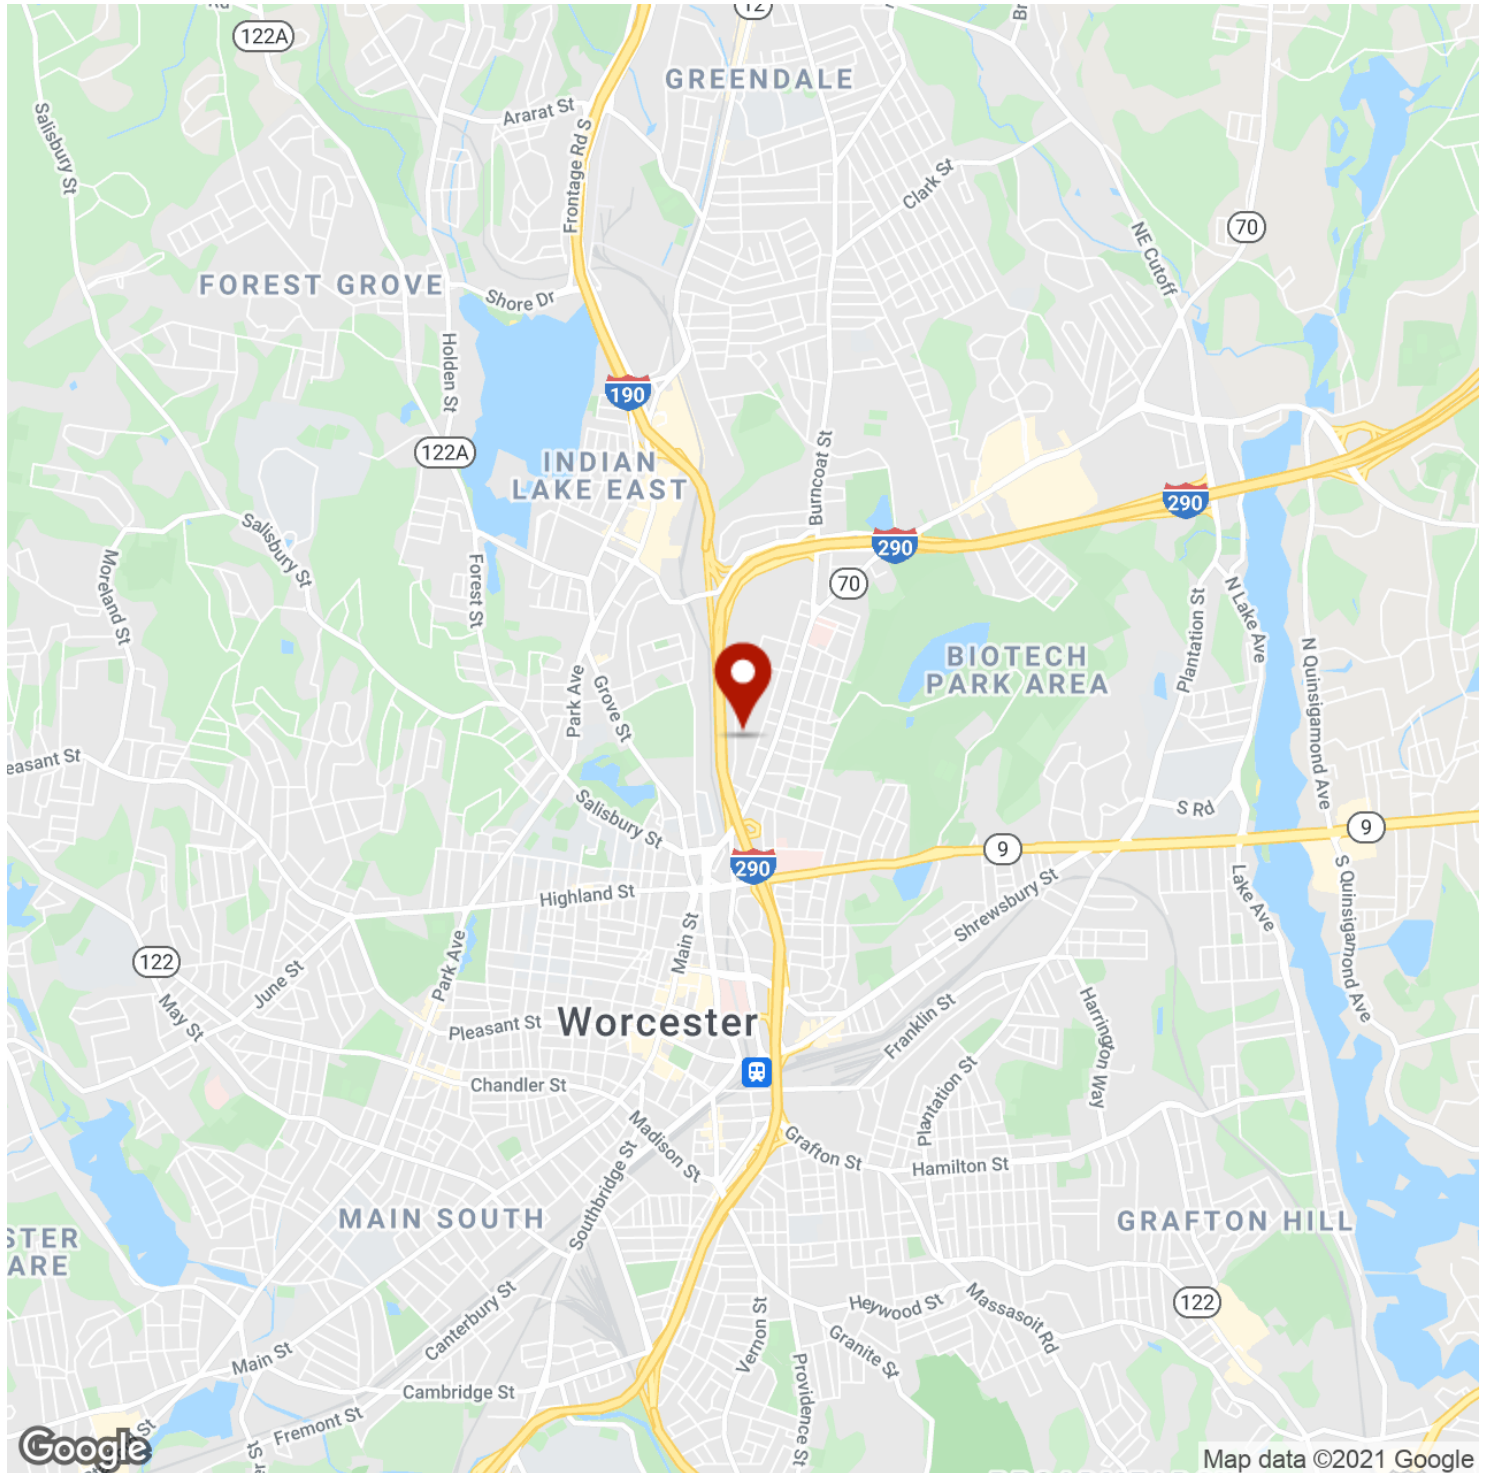 12
122A
GREENDALE
Ararat St
Salisbury St
Frontage Rd S
Clark St
70
NE Cutoff
FOREST GROVE
Shore Dr
Holden St
190
122A
INDIAN
LAKE EAST
Burncoat St
290
290
Salisbury St
Moreland St
Forest St
70
Plantation St
N Lake Ave
BIOTECH
PARK AREA
N Quinsigamond Ave
Park Ave
Grove St
easant St
Salisbury St
S Rd
9
9
290
Highland St
Shrewsbury St
Lake Ave
S Quinsigamond Ave
Main St
Park Ave
122
June St
May St
Pleasant St
Worcester
Franklin St
Harrington Way
Chandler St
Plantation St
Madison St
Southbridge St
Grafton St
Hamilton St
MAIN SOUTH
GRAFTON HILL
STER
ARE
122
Canterbury St
Heywood St
Massasoit Rd
Vernon St
Granite St
Main St
Cambridge St
Providence St
Fremont St
Google
Map data ©2021 Google